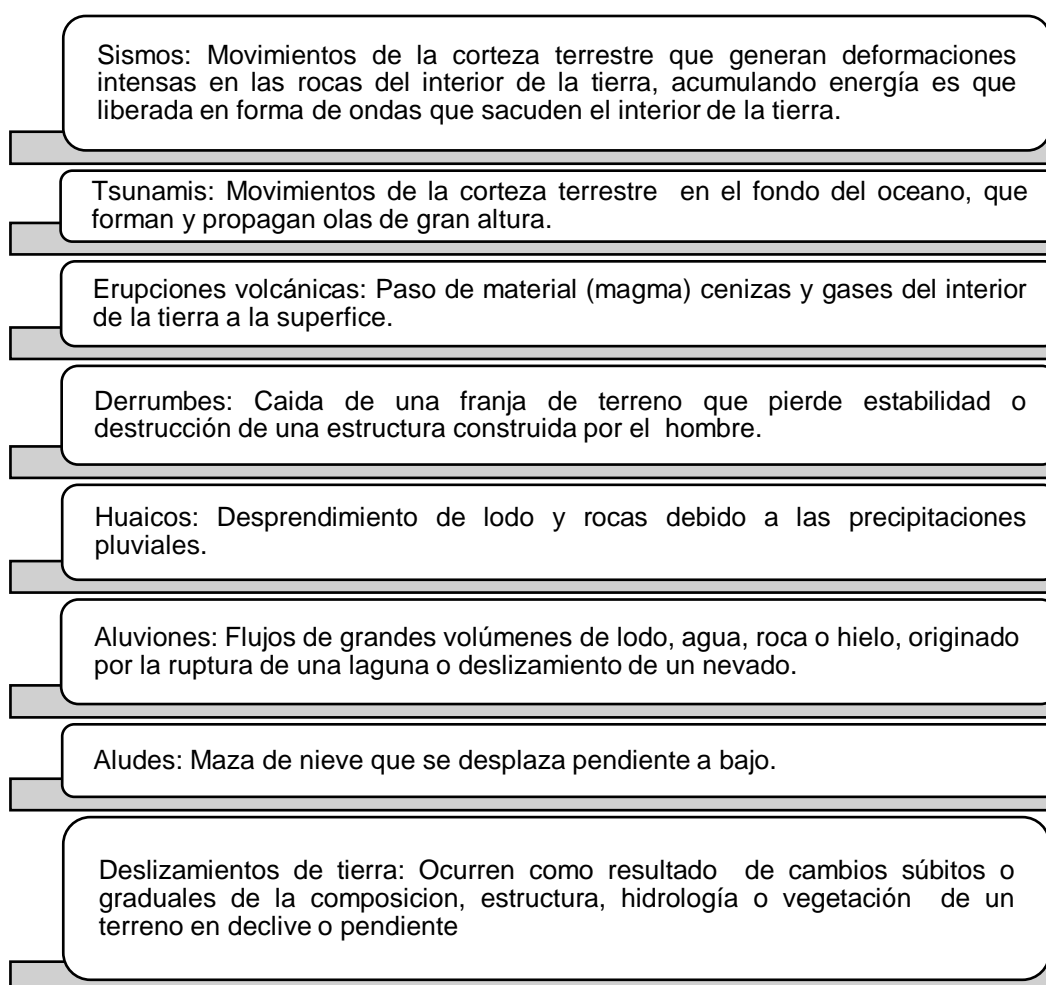 Sismos: Movimientos de la corteza terrestre que generan deformaciones
intensas en las rocas del interior de la tierra, acumulando energía es que
liberada en forma de ondas que sacuden el interior de la tierra.
Tsunamis: Movimientos de la corteza terrestre en el fondo del oceano, que
forman y propagan olas de gran altura.
Erupciones volcánicas: Paso de material (magma) cenizas y gases del interior
de la tierra a la superfice.
Derrumbes: Caida de una franja de terreno que pierde estabilidad o
destrucción de una estructura construida por el hombre.
Huaicos: Desprendimiento de lodo y rocas debido a las precipitaciones
pluviales.
Aluviones: Flujos de grandes volúmenes de lodo, agua, roca o hielo, originado
por la ruptura de una laguna o deslizamiento de un nevado.
Aludes: Maza de nieve que se desplaza pendiente a bajo.
Deslizamientos de tierra: Ocurren como resultado de cambios súbitos o
graduales de la composicion, estructura, hidrología o vegetación de un
terreno en declive o pendiente